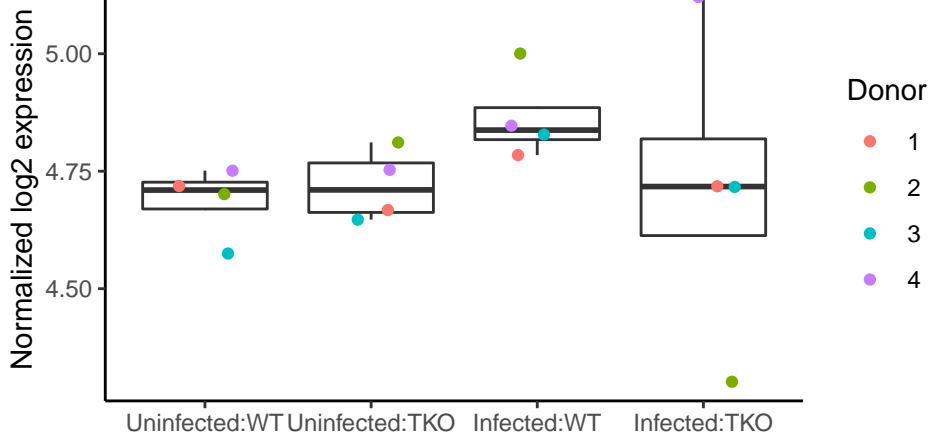 Normalized log2 expression
5.00
4.75
4.50
Uninfected:WT Uninfected:TKO Infected:WT Infected:TKO
Donor
1
2
3
4